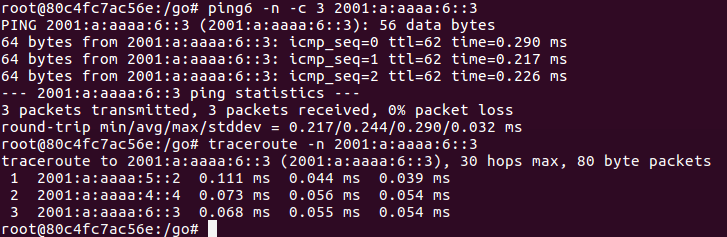 root@80c4fc7ac56e:/go# ping6 -n -c 3 2001:a:aaaa:6::3
PING 2001:a:aaaa:6::3 (2001:a:aaaa:6::3): 56 data bytes
64 bytes from 2001:a:aaaa:6::3: icmp_seq=0 ttl=62 time=0.290 ms
64 bytes from 2001:a:aaaa:6::3: icmp_seq=1 ttl=62 time=0.217 ms
64 bytes from 2001:a:aaaa:6::3: icmp_seq=2 ttl=62 time=0.226 ms
--- 2001:a:aaaa:6::3 ping statistics ---
3 packets transmitted, 3 packets received, 0% packet loss
round-trip min/avg/max/stddev = 0.217/0.244/0.290/0.032 ms
root@80c4fc7ac56e:/go# traceroute -n 2001:a:aaaa:6::3
traceroute to 2001:a:aaaa:6::3 (2001:a:aaaa:6::3), 30 hops max, 80 byte packets
 1  2001:a:aaaa:5::2  0.111 ms  0.044 ms  0.039 ms
 2  2001:a:aaaa:4::4  0.073 ms  0.056 ms  0.054 ms
 3  2001:a:aaaa:6::3  0.068 ms  0.055 ms  0.054 ms
root@80c4fc7ac56e:/go#